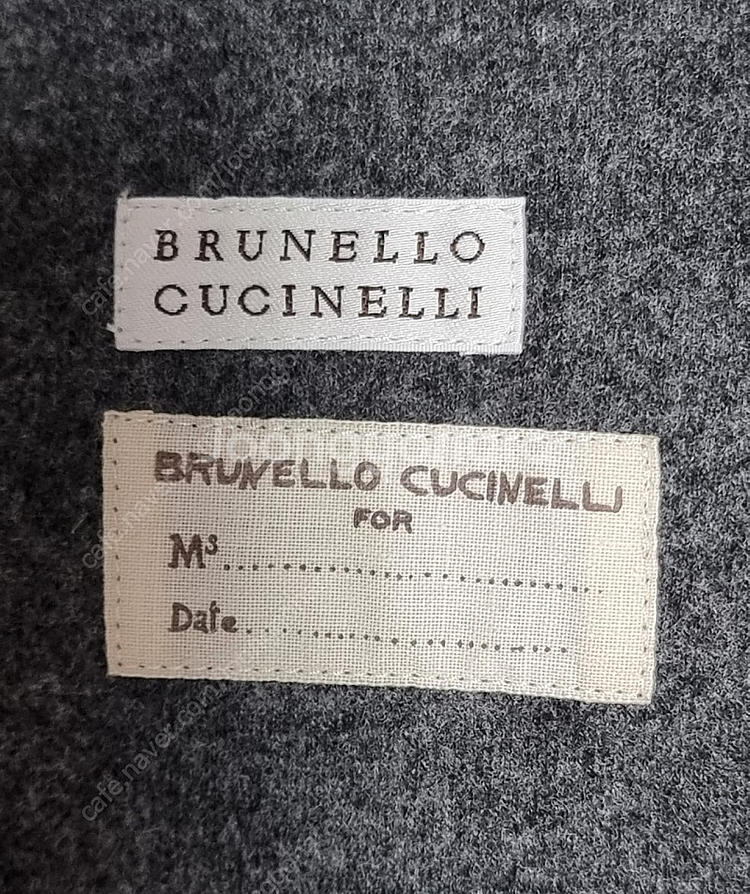 BRUNELLO
CUCINELLI
BRUNELLO CUCINELLI
FOR
Ms..............................
Date..............................